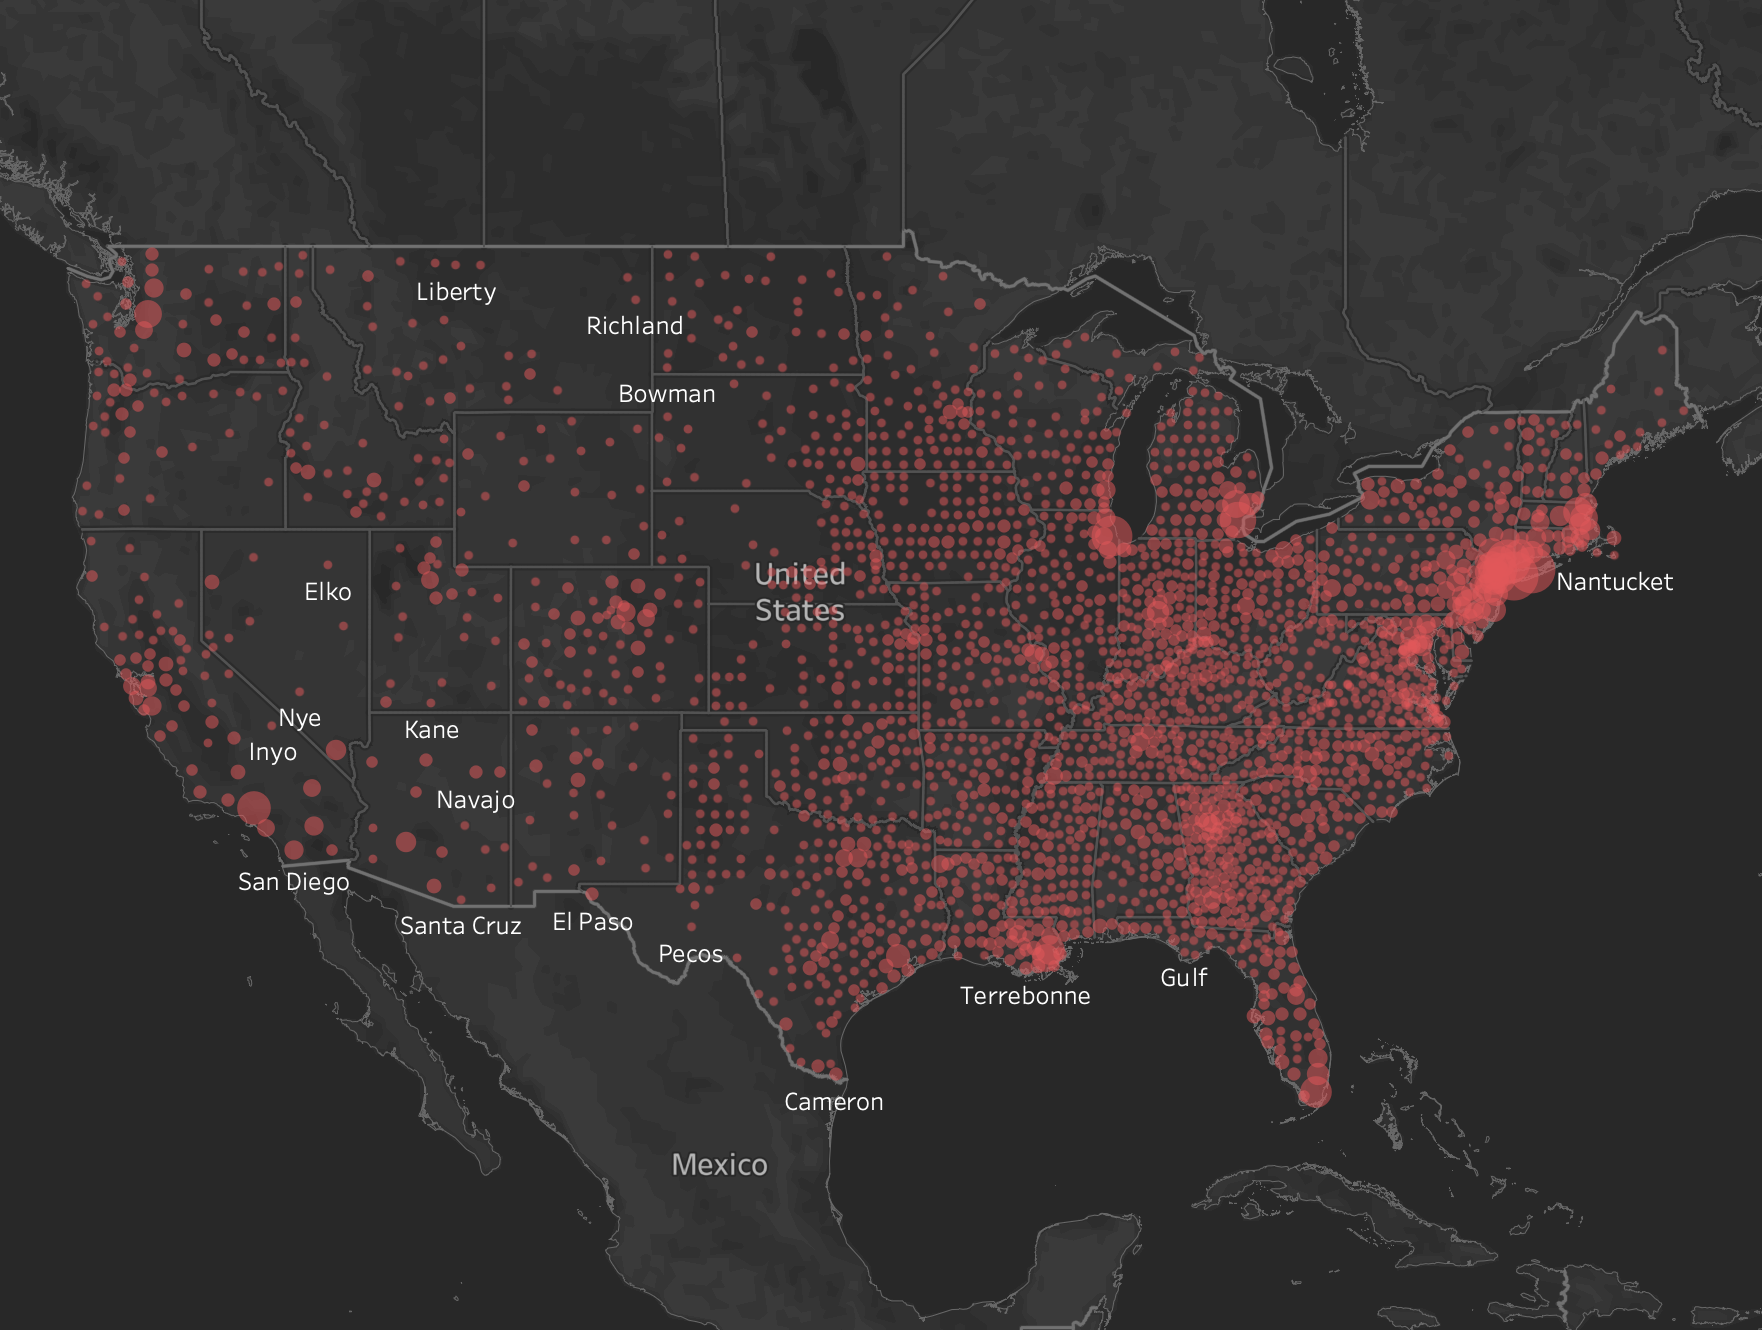 Liberty
Richland
Bowman
United
States
Elko
Nantucket
Nye
Kane
Inyo
Navajo
San Diego
Santa Cruz
El Paso
Pecos
Gulf
Terrebonne
Cameron
Mexico